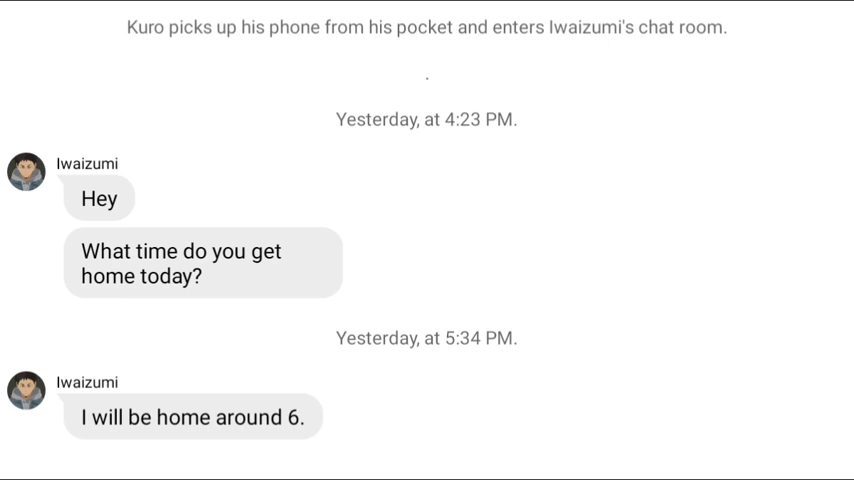 Kuro picks up his phone from his pocket and enters Iwaizumi's chat room.
.
Yesterday, at 4:23 PM.
Iwaizumi
Hey
What time do you get
home today?
Yesterday, at 5:34 PM.
Iwaizumi
I will be home around 6.